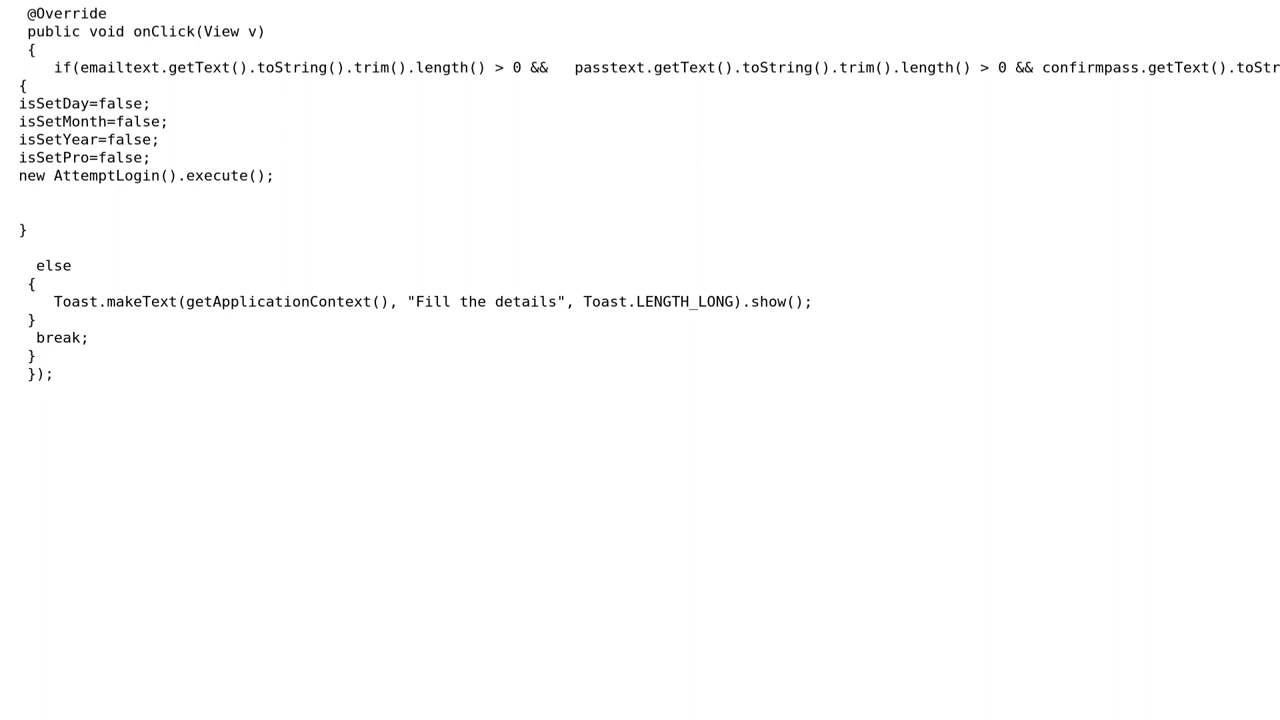 @Override
public void onClick(View v)
{
if(emailtext.getText().toString().trim().length() > 0 &&   passtext.getText().toString().trim().length() > 0 && confirmpass.getText().toStr
{
isSetDay=false;
isSetMonth=false;
isSetYear=false;
isSetPro=false;
new AttemptLogin().execute();
}
else
{
Toast.makeText(getApplicationContext(), "Fill the details", Toast.LENGTH_LONG).show();
}
break;
}
});